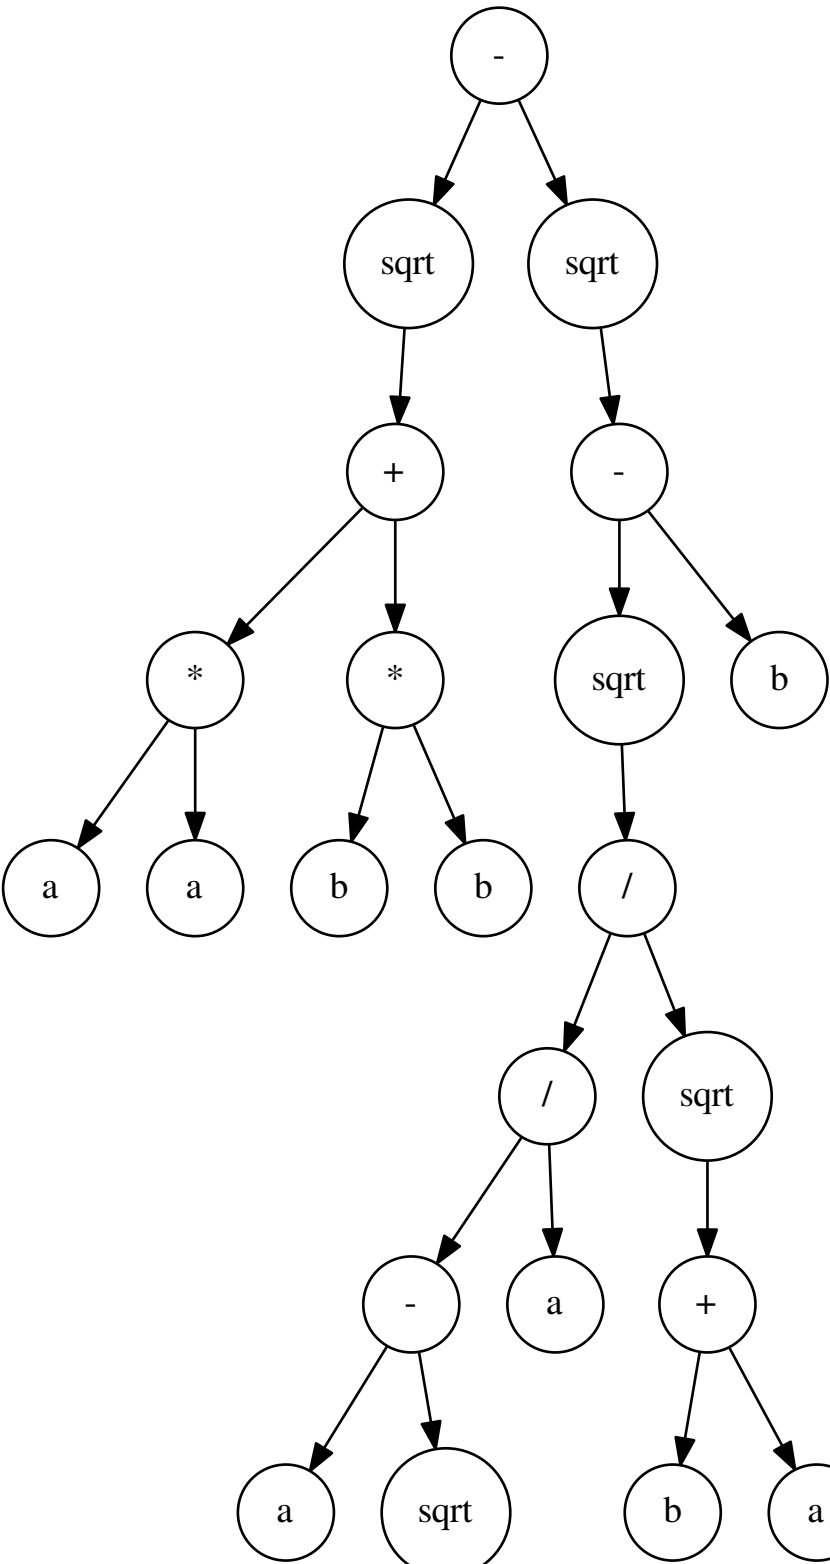 -
sqrt sqrt
+ -
* * sqrt b
a a b b /
/ sqrt
- a +
a sqrt b a